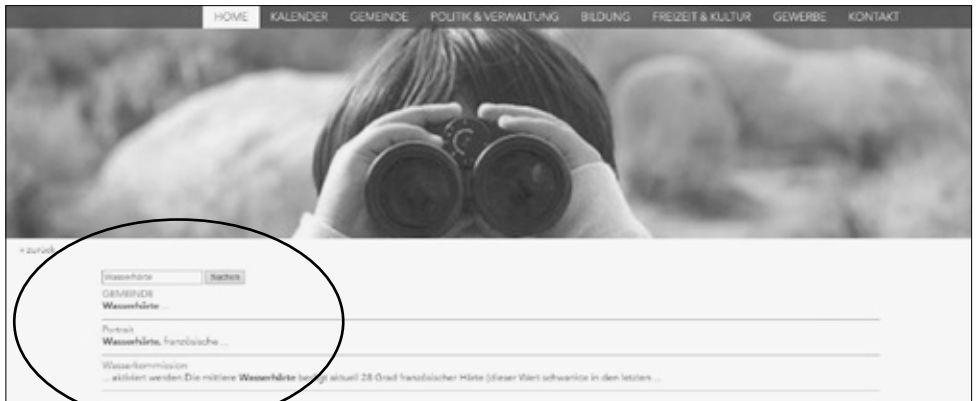 HOME KALENDER GEMEINDE POLITIK & VERWALTUNG BILDUNG FREIZEIT & KULTUR GEWERBE KONTAKT
« zurück
Wasserhärte Suchen
GEMEINDE
Wasserhärte ...
Portrait
Wasserhärte, französische ...
Wasserkommission
... aktiviert werden. Die mittlere Wasserhärte beträgt aktuell 28 Grad französischer Härte (dieser Wert schwankte in den letzten ...